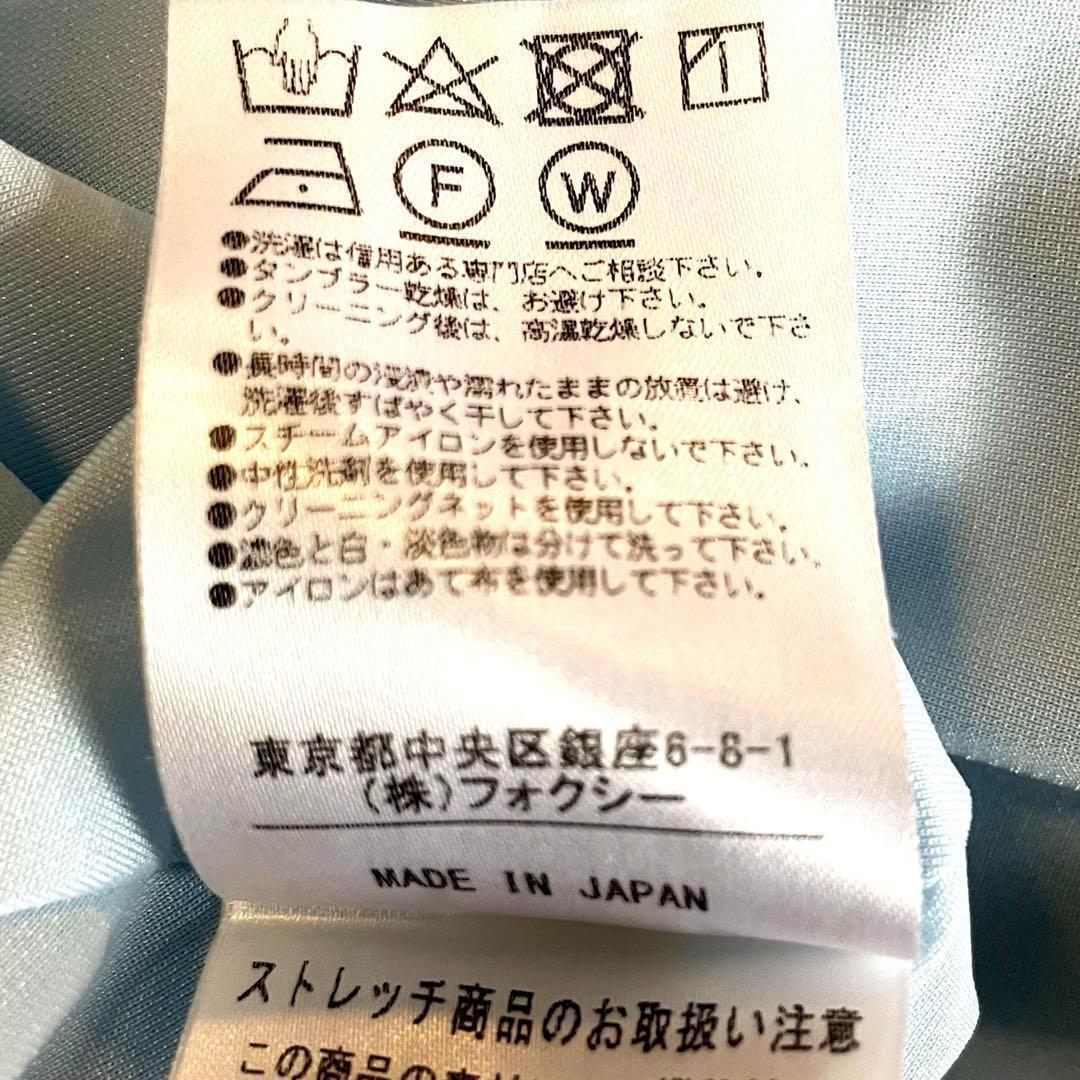 F W
●洗濯は信用ある専門店へご相談下さい。
●タンブラー乾燥は、お避け下さい。
●クリーニング後は、高温乾燥しないで下さ
い。
●長時間の浸漬や濡れたままの放置は避け、
洗濯後すばやく干して下さい。
●スチームアイロンを使用しないで下さい。
●中性洗剤を使用して下さい。
●クリーニングネットを使用して下さい。
●濃色と白・淡色物は分けて洗って下さい。
●アイロンはあて布を使用して下さい。
東京都中央区銀座6-8-1
(株)フォクシー
MADE IN JAPAN
ストレッチ商品のお取扱い注意
この商品の素材